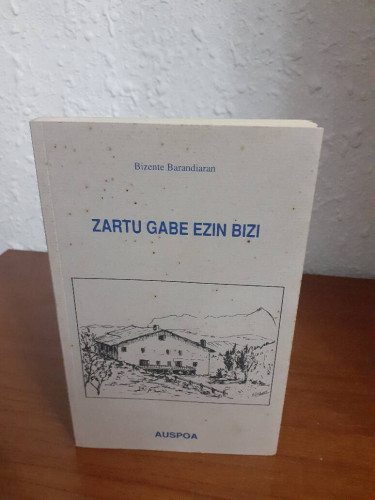 Bizente Barandiaran
ZARTU GABE EZIN BIZI
AUSPOA